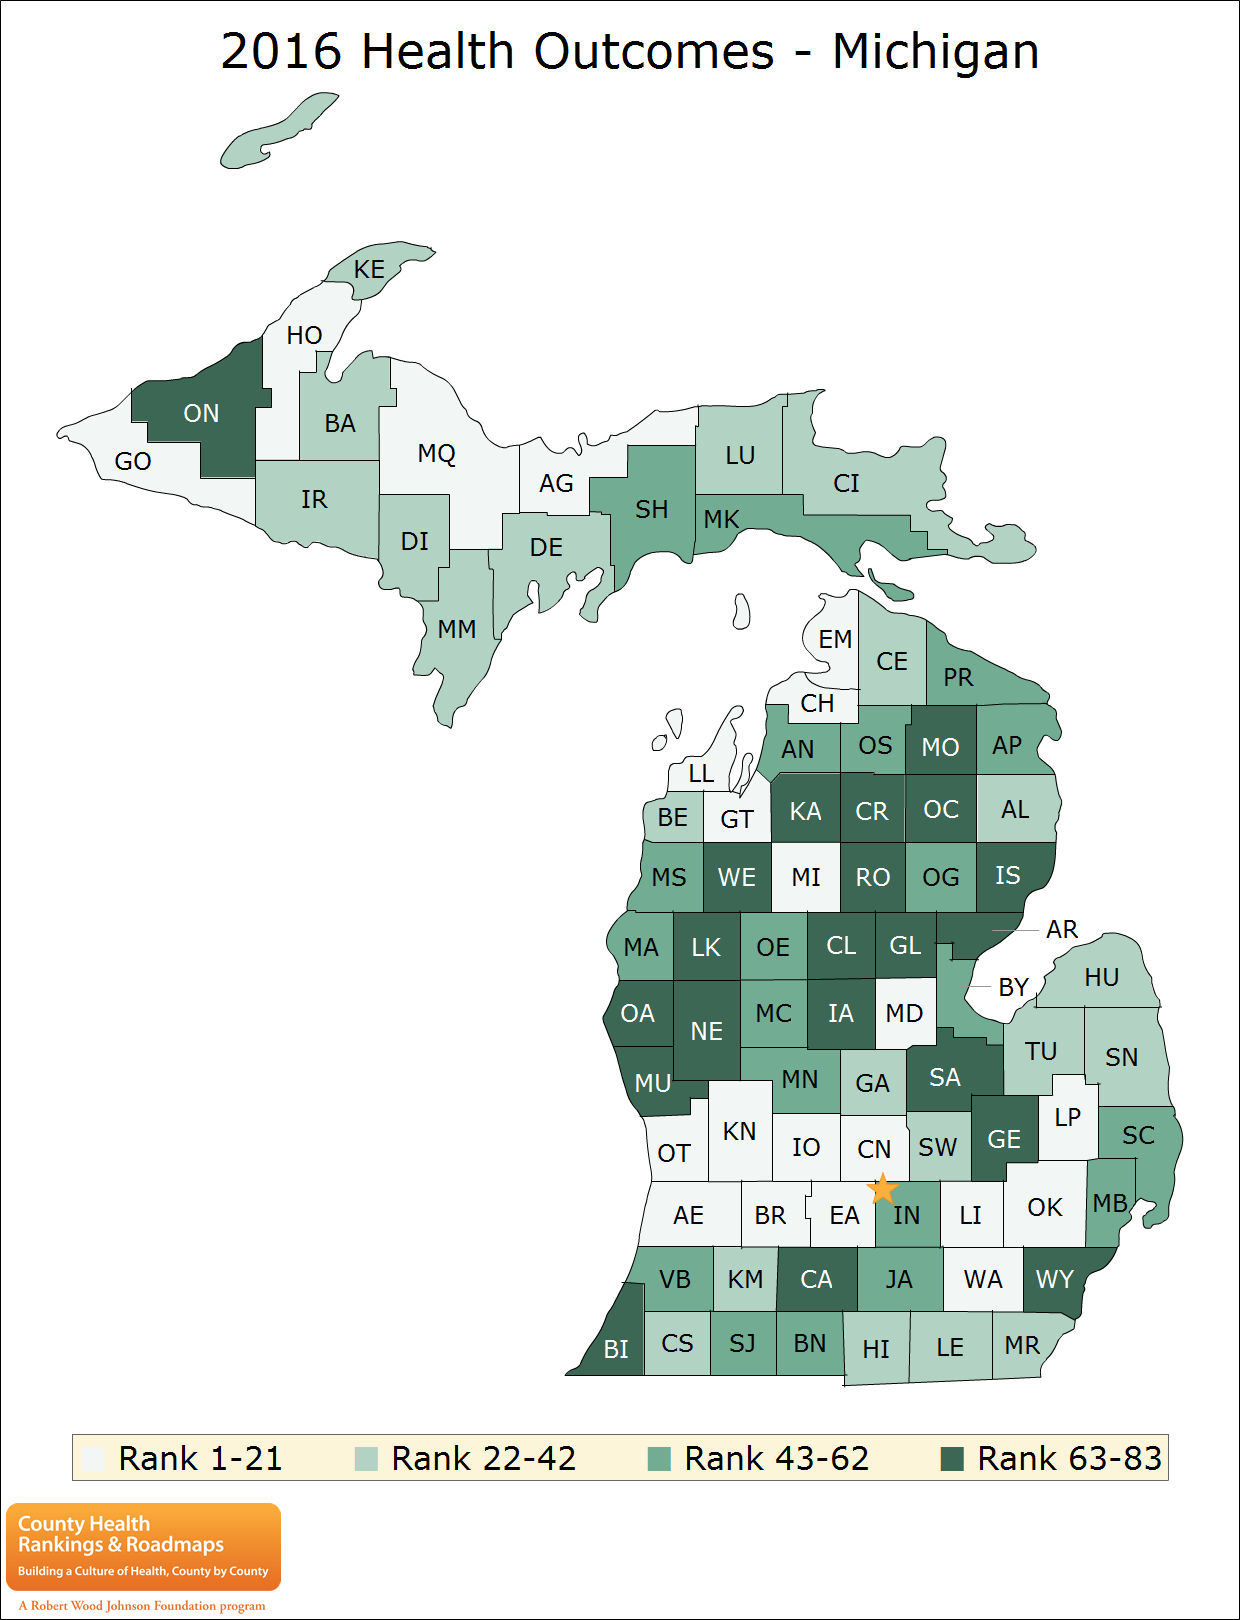 2016 Health Outcomes - Michigan
KE
HO
ON
BA
GO
MQ
LU
AG
CI
IR
SH
MK
DI
DE
MM
EM
CE
PR
CH
AN
OS
MO
AP
LL
BE
GT
KA
CR
OC
AL
MS
WE
MI
RO
OG
IS
AR
MA
LK
OE
CL
GL
BY
HU
OA
NE
MC
IA
MD
MU
MN
GA
SA
TU
SN
OT
KN
IO
CN
SW
GE
LP
SC
AE
BR
EA
IN
LI
OK
MB
VB
KM
CA
JA
WA
WY
BI
CS
SJ
BN
HI
LE
MR
Rank 1-21 Rank 22-42 Rank 43-62 Rank 63-83
County Health
Rankings & Roadmaps
Building a Culture of Health, County by County
A Robert Wood Johnson Foundation program